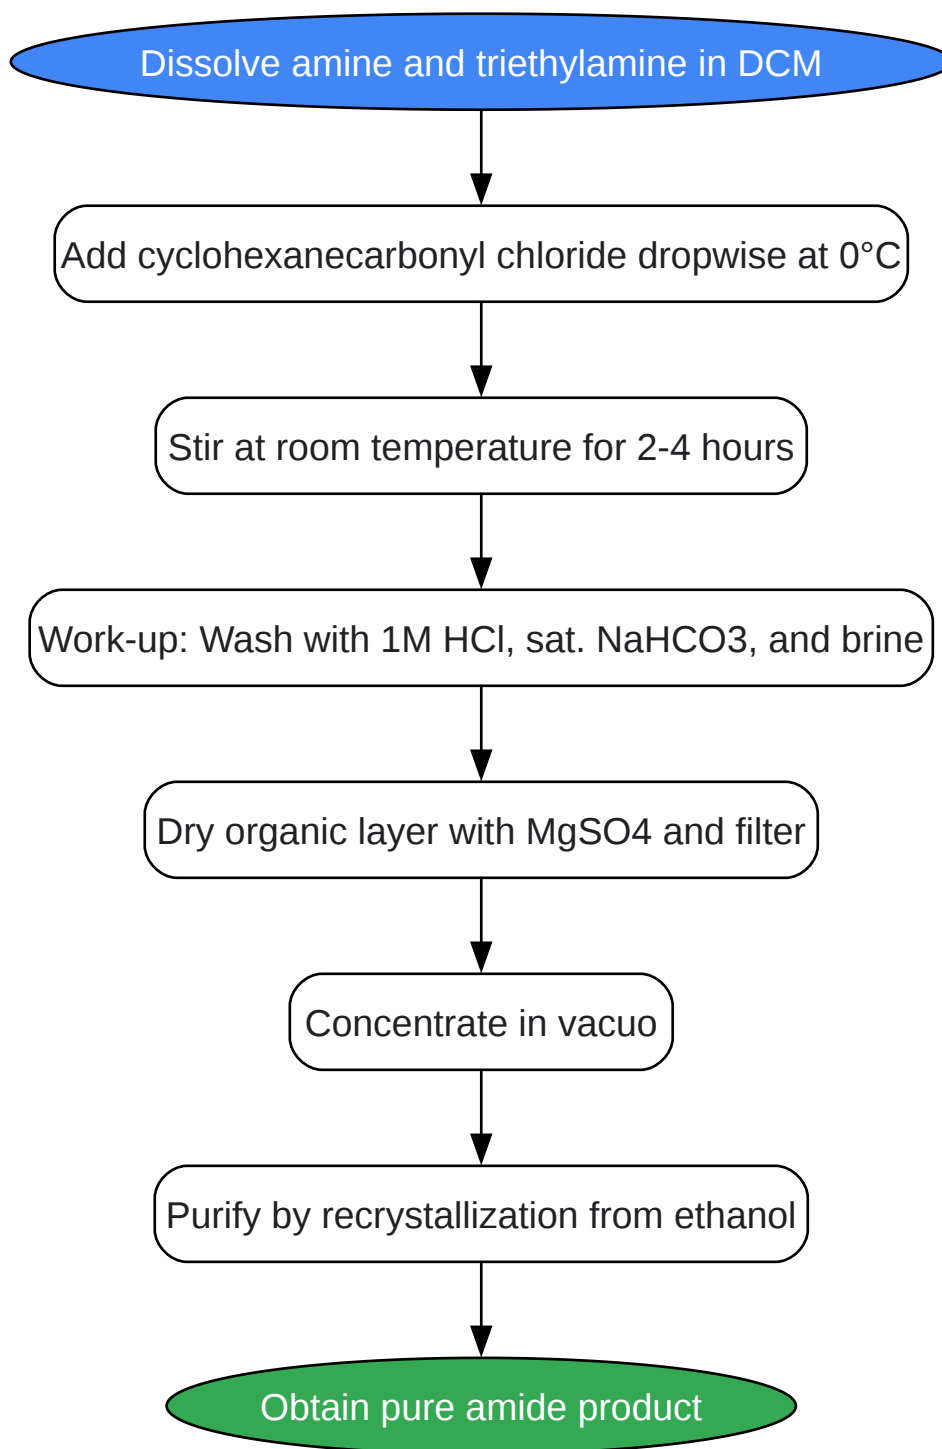 Dissolve amine and triethylamine in DCM
Add cyclohexanecarbonyl chloride dropwise at 0°C
Stir at room temperature for 2-4 hours
Work-up: Wash with 1M HCl, sat. NaHCO3, and brine
Dry organic layer with MgSO4 and filter
Concentrate in vacuo
Purify by recrystallization from ethanol
Obtain pure amide product